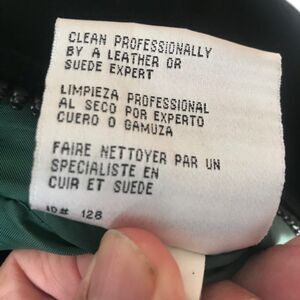 CLEAN PROFESSIONALLY
BY A LEATHER OR
SUEDE EXPERT
LIMPIEZA PROFESSIONAL
AL SECO POR EXPERTO
CUERO O GAMUZA
FAIRE NETTOYER PAR UN
SPECIALISTE EN
CUIR ET SUEDE
ID# 128